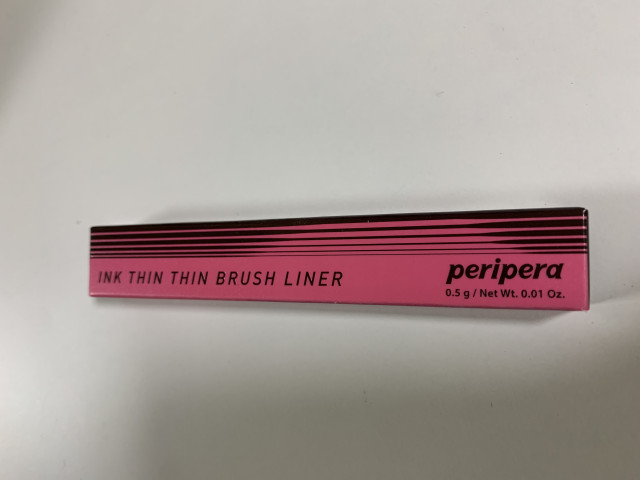 INK THIN THIN BRUSH LINER
peripera
0.5 g / Net Wt. 0.01 Oz.